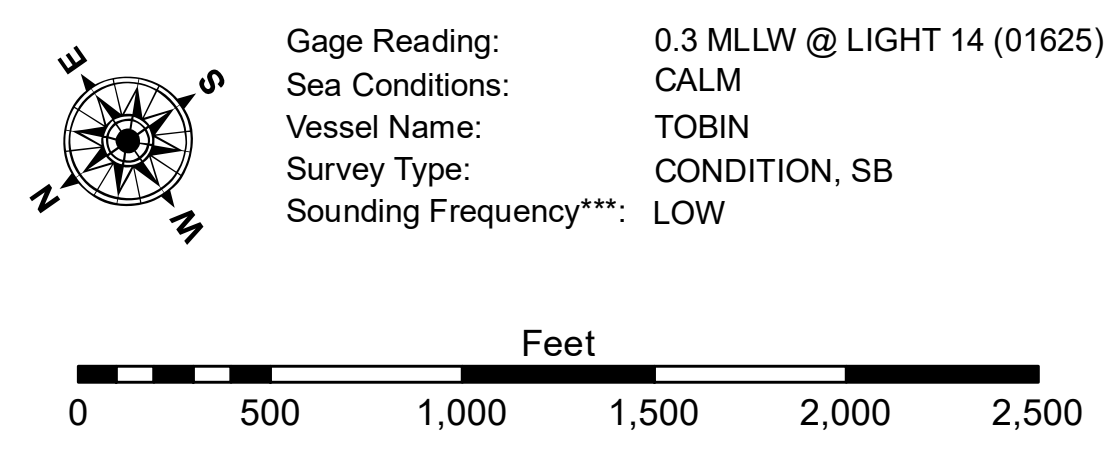 E
S
N
W
Gage Reading: 0.3 MLLW @ LIGHT 14 (01625)
Sea Conditions: CALM
Vessel Name: TOBIN
Survey Type: CONDITION, SB
Sounding Frequency***: LOW
Feet
0 500 1,000 1,500 2,000 2,500